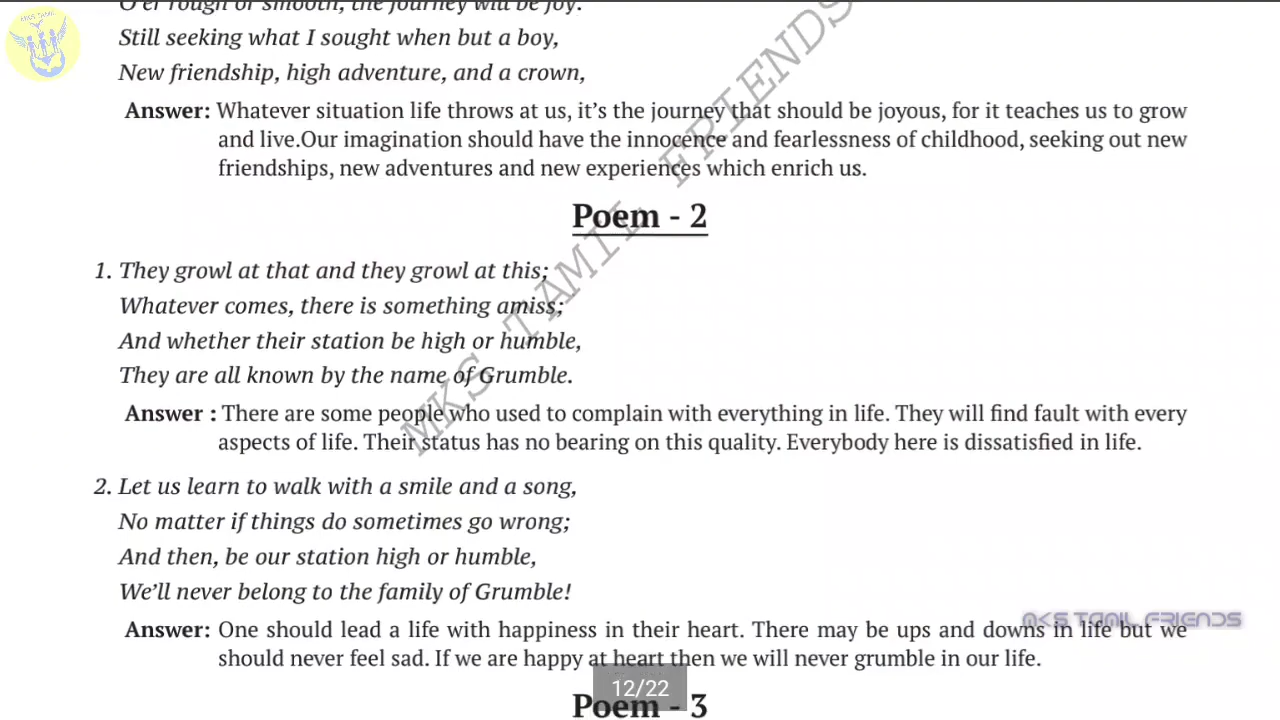 O'er rough or smooth, the journey will be joy.
Still seeking what I sought when but a boy,
New friendship, high adventure, and a crown,
Answer: Whatever situation life throws at us, it's the journey that should be joyous, for it teaches us to grow
and live.Our imagination should have the innocence and fearlessness of childhood, seeking out new
friendships, new adventures and new experiences which enrich us.
Poem - 2
1. They growl at that and they growl at this;
Whatever comes, there is something amiss;
And whether their station be high or humble,
They are all known by the name of Grumble.
Answer : There are some people who used to complain with everything in life. They will find fault with every
aspects of life. Their status has no bearing on this quality. Everybody here is dissatisfied in life.
2. Let us learn to walk with a smile and a song,
No matter if things do sometimes go wrong;
And then, be our station high or humble,
We'll never belong to the family of Grumble!
MKS TAMIL FRIENDS
Answer: One should lead a life with happiness in their heart. There may be ups and downs in life but we
should never feel sad. If we are happy at heart then we will never grumble in our life.
12/22
Poem - 3
MKS TAMIL FRIENDS
MKS TAMIL